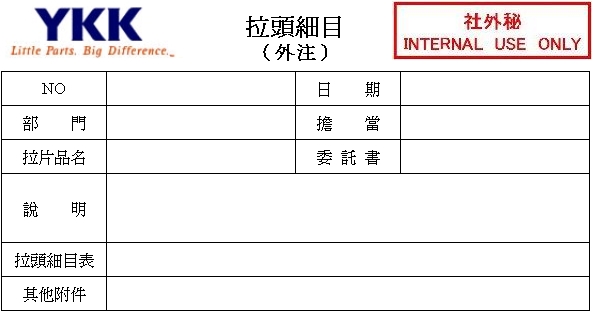 YKK
Little Parts. Big Difference.
拉頭細目
（外注）
社外秘
INTERNAL USE ONLY
NO
日 期
部 門
擔 當
拉片品名
委 託 書
說 明
拉頭細目表
其他附件